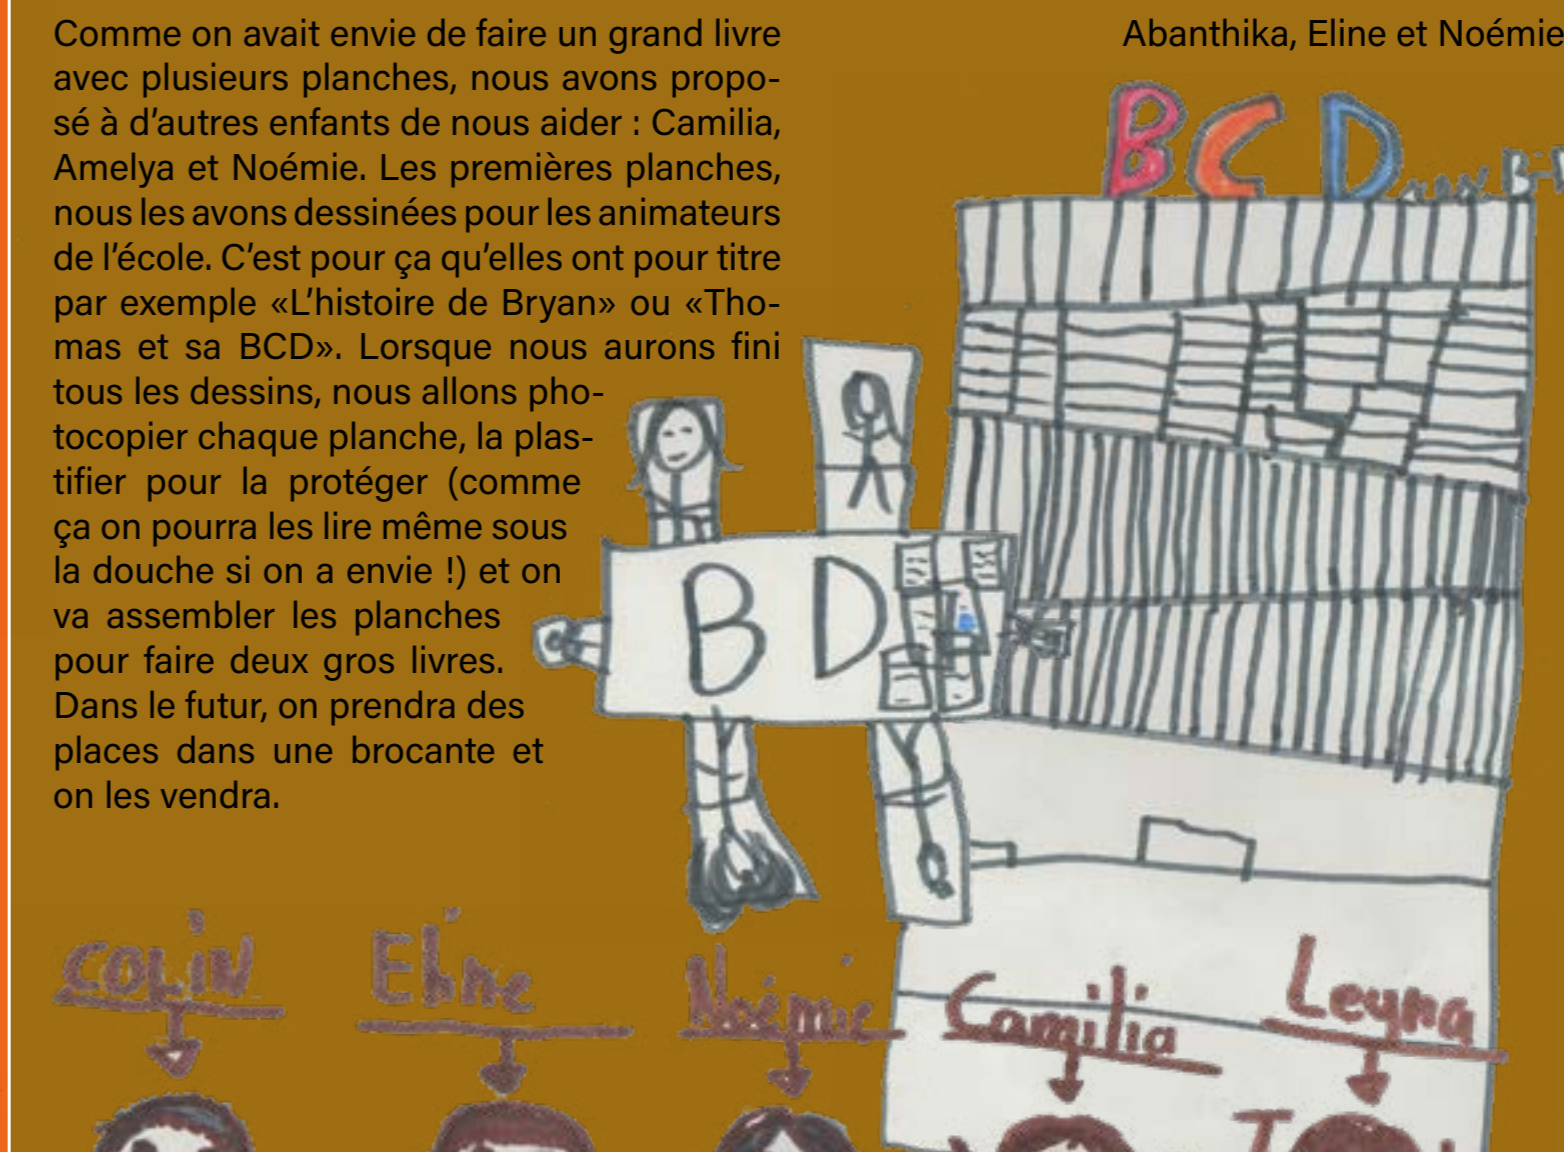 Comme on avait envie de faire un grand livre
avec plusieurs planches, nous avons propo-
sé à d'autres enfants de nous aider : Camilia,
Amelya et Noémie. Les premières planches,
nous les avons dessinées pour les animateurs
de l'école. C'est pour ça qu'elles ont pour titre
par exemple «L'histoire de Bryan» ou «Tho-
mas et sa BCD». Lorsque nous aurons fini
tous les dessins, nous allons pho-
tocopier chaque planche, la plas-
tifier pour la protéger (comme
ça on pourra les lire même sous
la douche si on a envie !) et on
va assembler les planches
pour faire deux gros livres.
Dans le futur, on prendra des
places dans une brocante et
on les vendra.
Abanthika, Eline et Noémie
BCD
BD
COLIN
Eline
Noémie
Camilia
Leyna